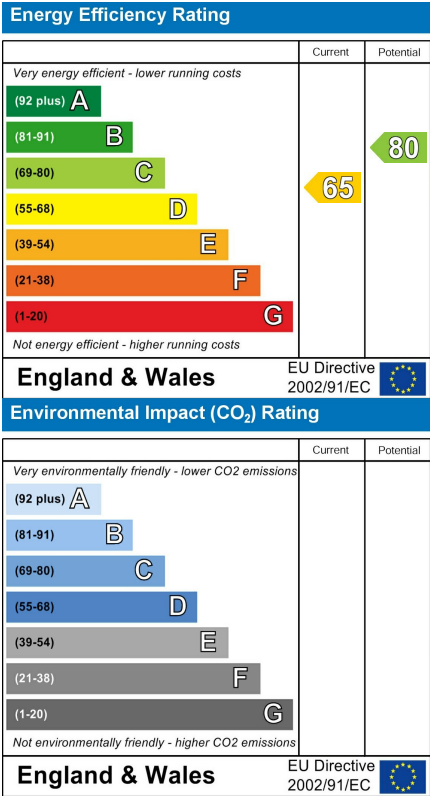 Energy Efficiency Rating
Current Potential
Very energy efficient - lower running costs
(92 plus) A
(81-91) B
(69-80) C
(55-68) D
(39-54) E
(21-38) F
(1-20) G
65
80
Not energy efficient - higher running costs
England & Wales
EU Directive
2002/91/EC
Environmental Impact (CO₂) Rating
Current Potential
Very environmentally friendly - lower CO2 emissions
(92 plus) A
(81-91) B
(69-80) C
(55-68) D
(39-54) E
(21-38) F
(1-20) G
Not environmentally friendly - higher CO2 emissions
England & Wales
EU Directive
2002/91/EC